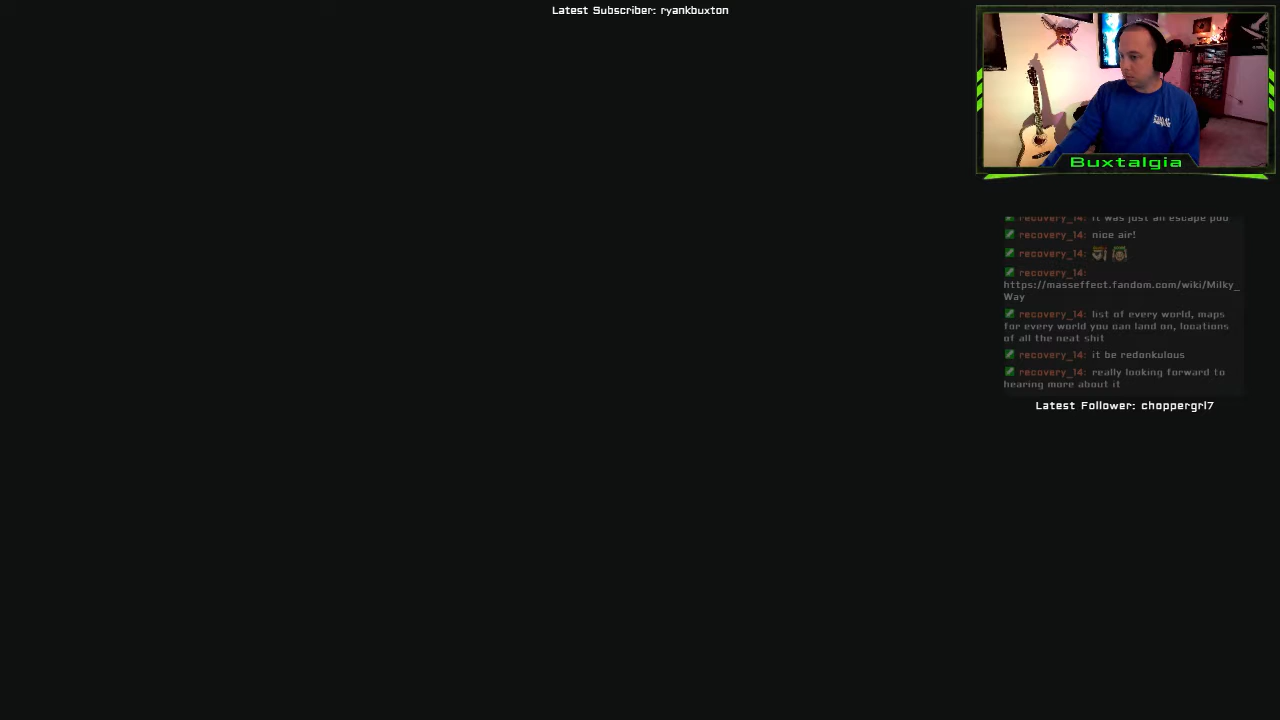 Latest Subscriber: ryankbuxton
Buxtalgia
recovery_14: it was just an escape pod
recovery_14: nice air!
recovery_14:
recovery_14:
https://masseffect.fandom.com/wiki/Milky_
Way
recovery_14: list of every world, maps
for every world you can land on, locations
of all the neat shit
recovery_14: it be redonkulous
recovery_14: really looking forward to
hearing more about it
Latest Follower: choppergrl7